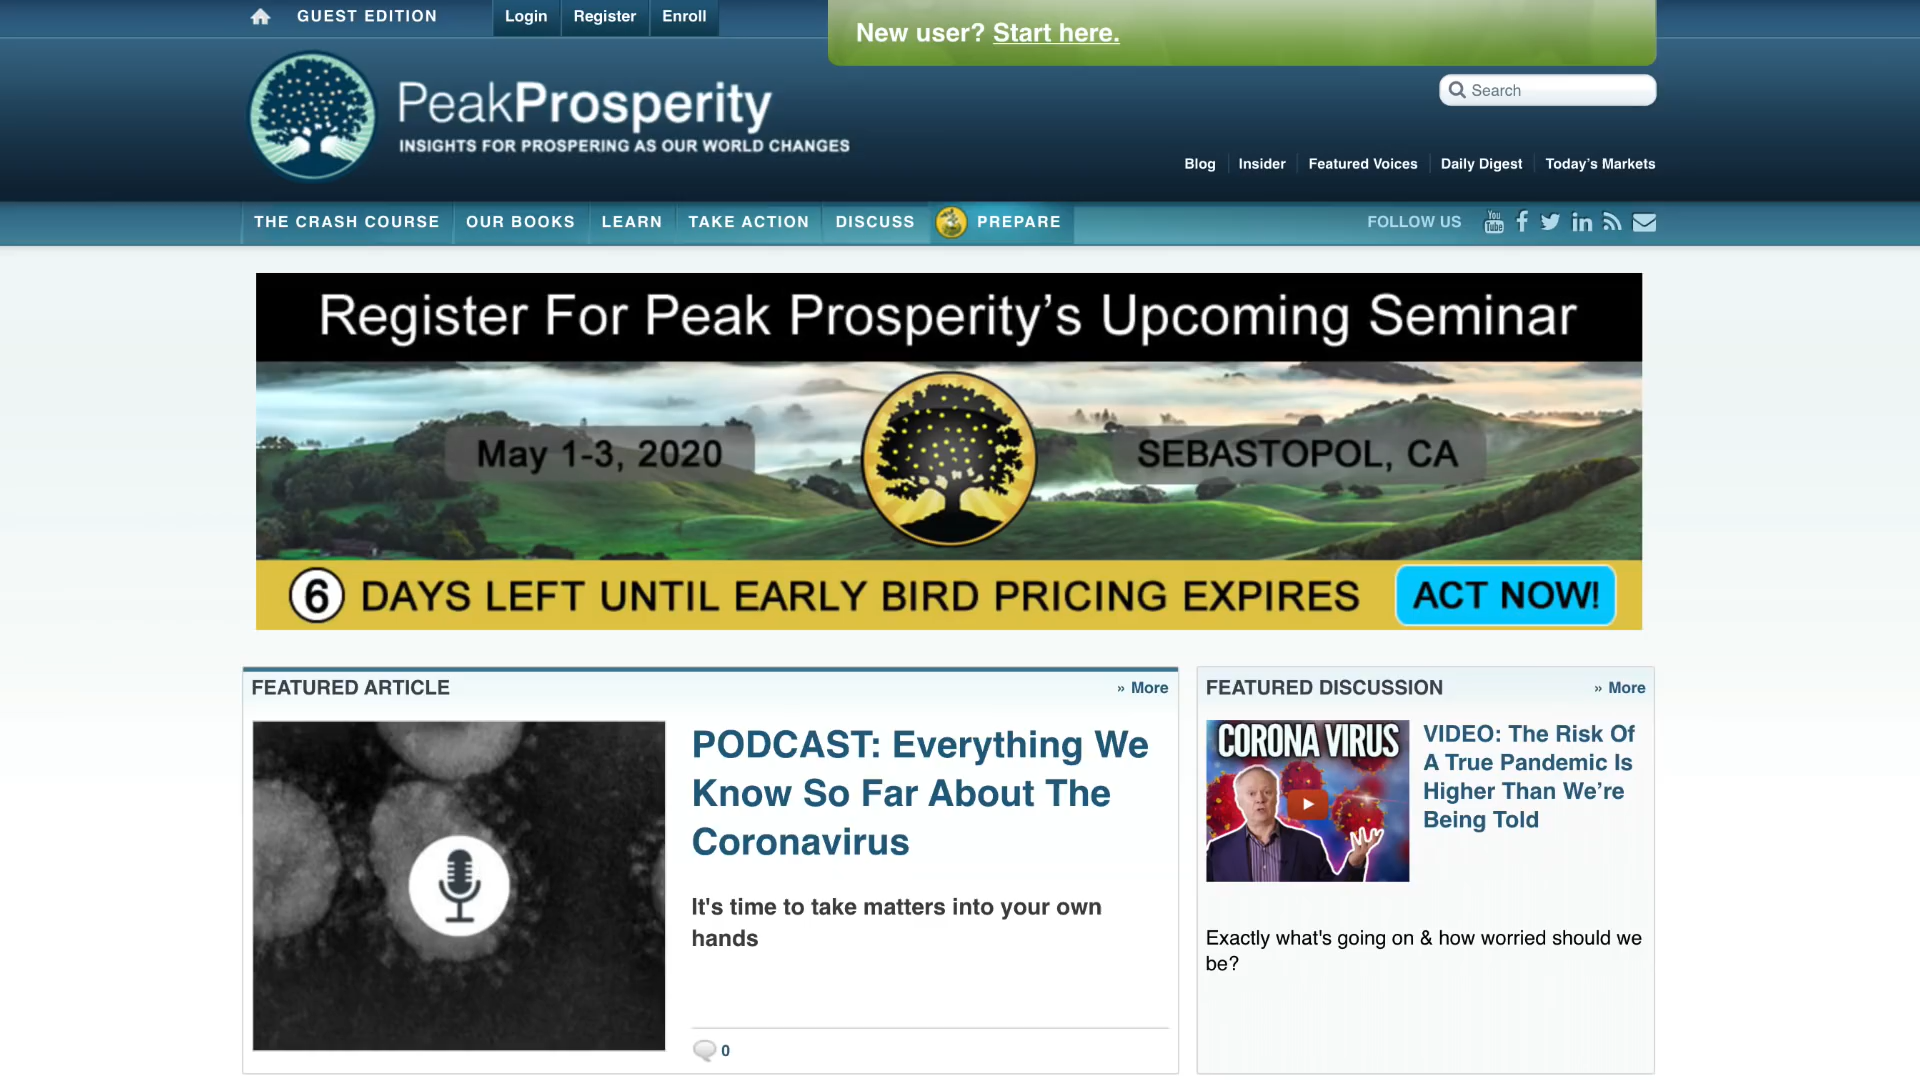 GUEST EDITION
Login
Register
Enroll
New user? Start here.
PeakProsperity
INSIGHTS FOR PROSPERING AS OUR WORLD CHANGES
Search
Blog
Insider
Featured Voices
Daily Digest
Today's Markets
THE CRASH COURSE
OUR BOOKS
LEARN
TAKE ACTION
DISCUSS
PREPARE
FOLLOW US
You
Tube
Register For Peak Prosperity's Upcoming Seminar
May 1-3, 2020
SEBASTOPOL, CA
6 DAYS LEFT UNTIL EARLY BIRD PRICING EXPIRES
ACT NOW!
FEATURED ARTICLE
» More
PODCAST: Everything We
Know So Far About The
Coronavirus
It's time to take matters into your own
hands
0
FEATURED DISCUSSION
» More
CORONA VIRUS
VIDEO: The Risk Of
A True Pandemic Is
Higher Than We're
Being Told
Exactly what's going on & how worried should we
be?